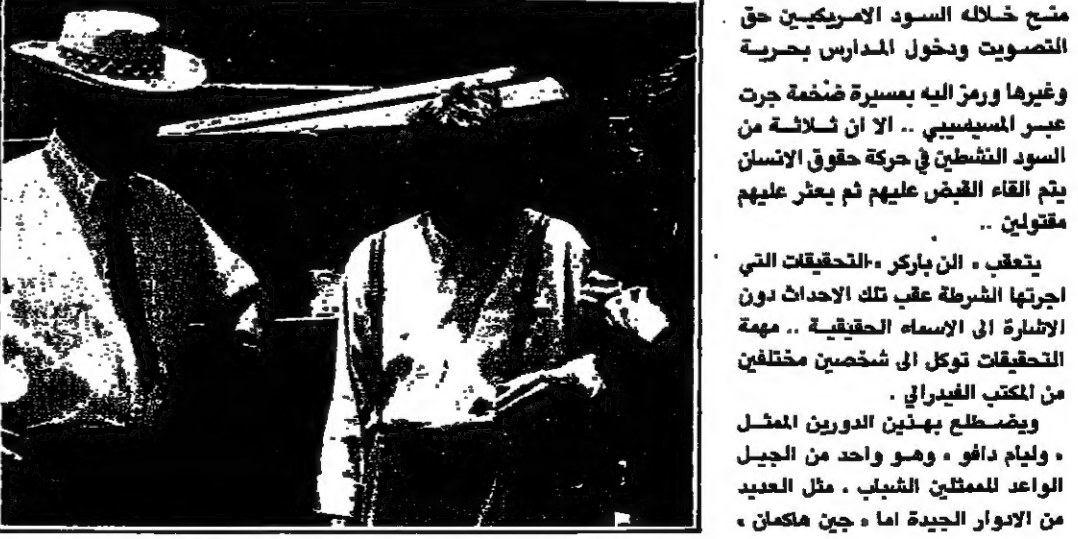 منح خلاله السود الامريكيين حق
التصويت ودخول المدارس بحرية
وغيرها ورمز اليه بمسيرة ضخمة جرت
عبر المسيسيبي .. الا ان ثلاثة من
السود النشطين في حركة حقوق الانسان
يتم القاء القبض عليهم ثم يعثر عليهم
مقتولين ..
يتعقب « الن باركر » التحقيقات التي
اجرتها الشرطة عقب تلك الاحداث دون
الاشارة الى الاسماء الحقيقية .. مهمة
التحقيقات توكل الى شخصين مختلفين
من المكتب الفيدرالي .
ويضطلع بهذين الدورين الممثل
« وليام دافو » وهو واحد من الجيل
الواعد للممثلين الشباب . مثل العديد
من الادوار الجيدة اما « جين هاكمان »